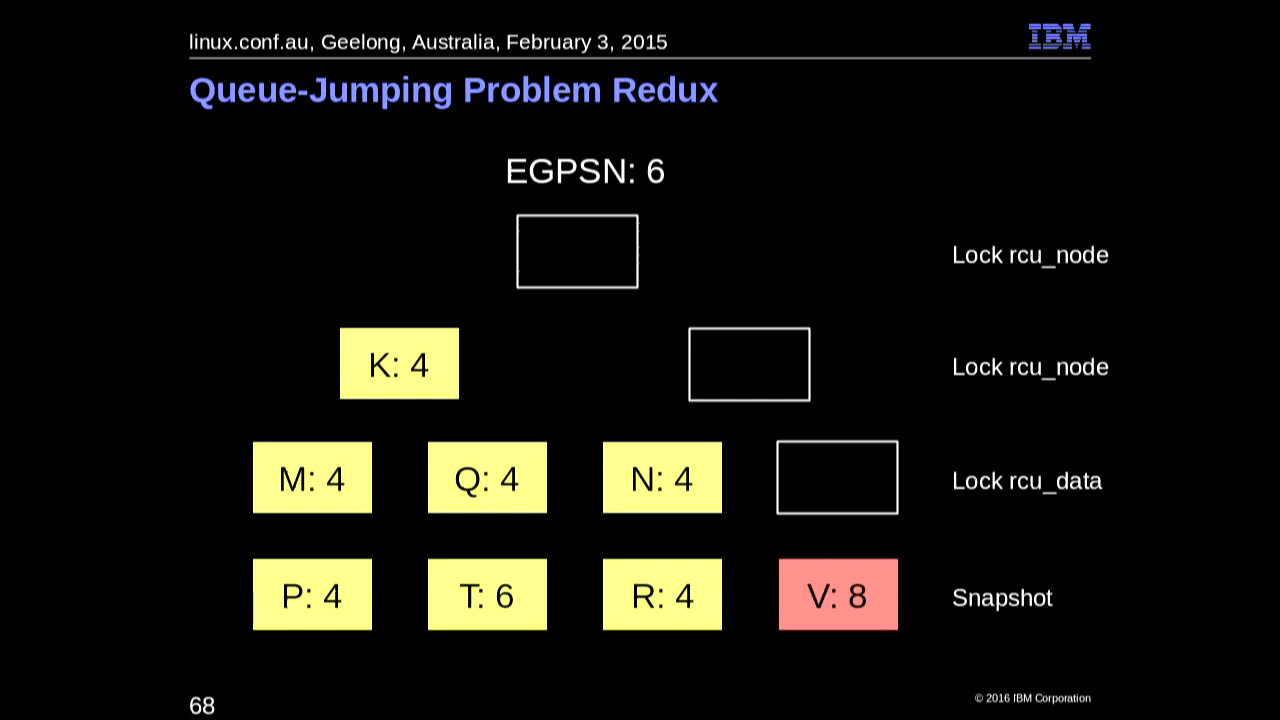 linux.conf.au, Geelong, Australia, February 3, 2015
IBM
Queue-Jumping Problem Redux
EGPSN: 6
Lock rcu_node
K: 4
Lock rcu_node
M: 4
Q: 4
N: 4
Lock rcu_data
P: 4
T: 6
R: 4
V: 8
Snapshot
68
© 2016 IBM Corporation